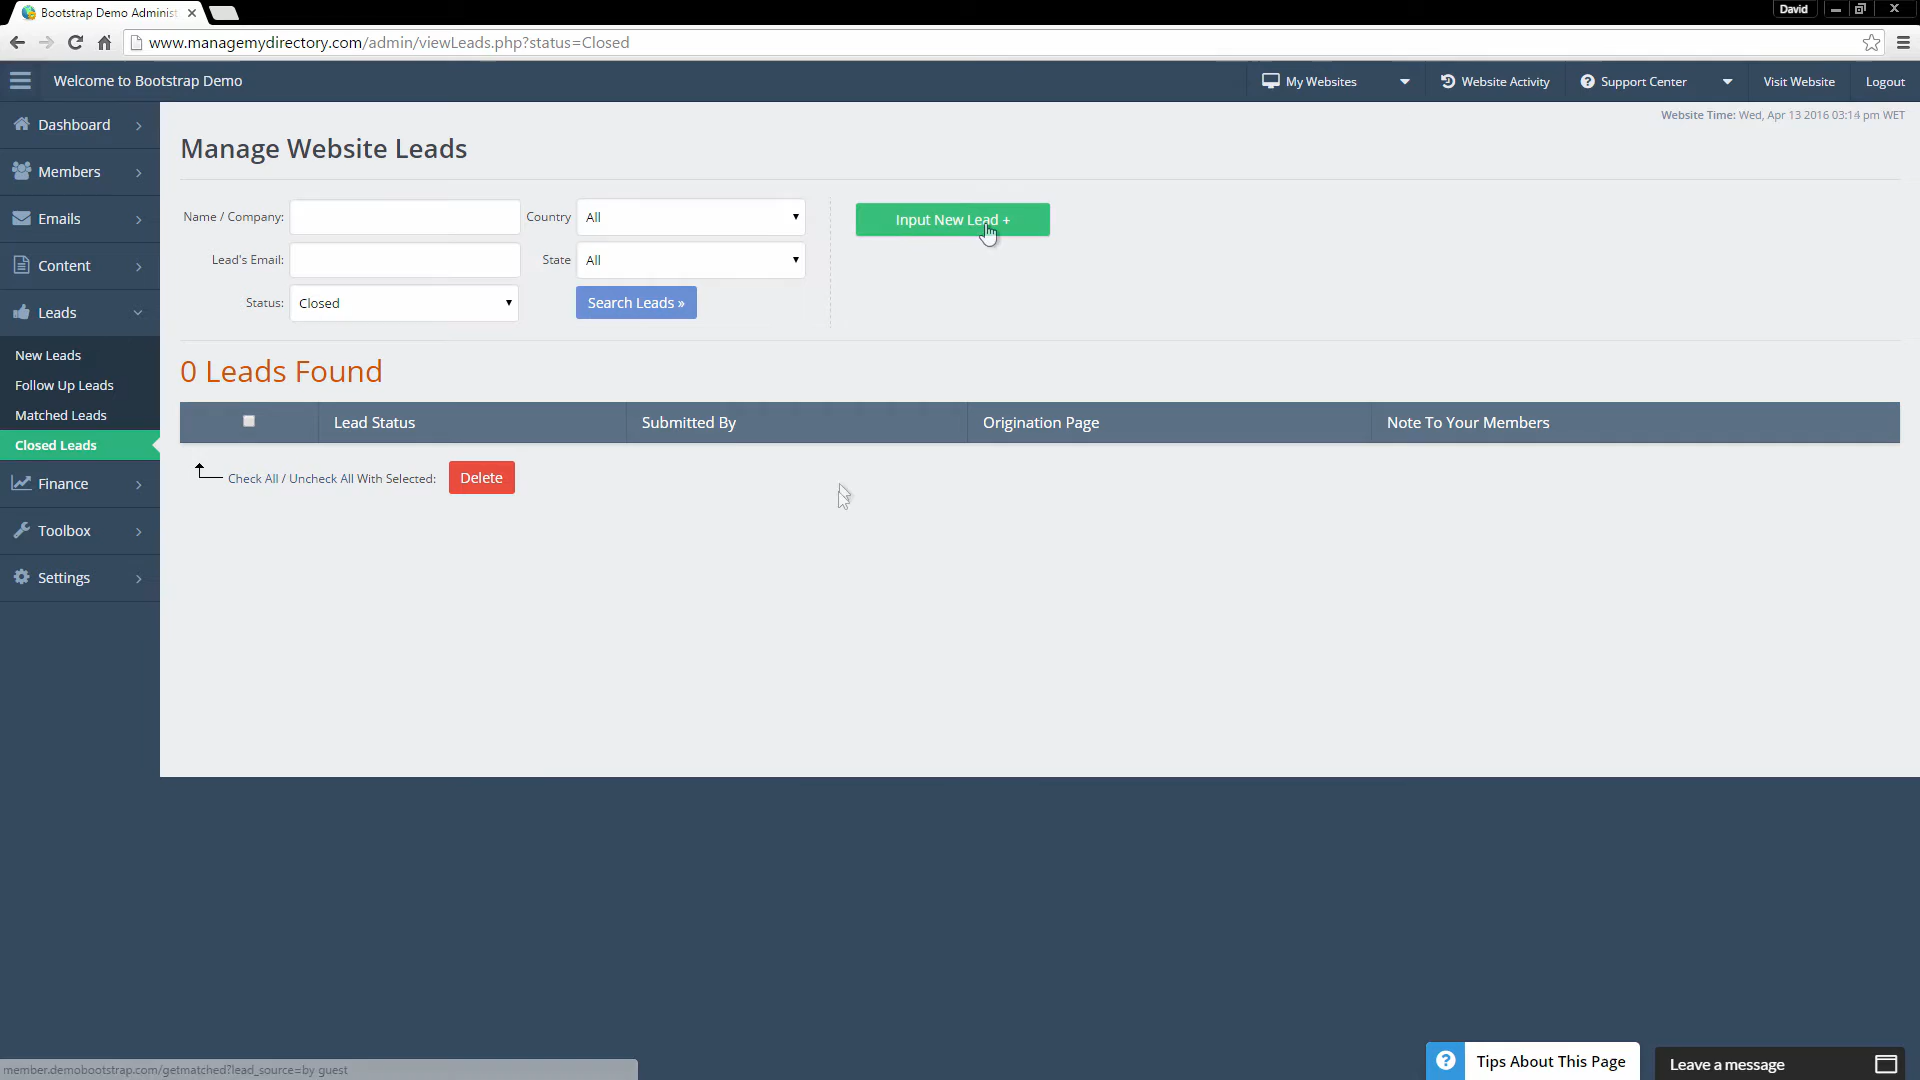 Bootstrap Demo Adminis
David
www.managemydirectory.com/admin/viewLeads.php?status=Closed
Welcome to Bootstrap Demo
My Websites
Website Activity
Support Center
Visit Website
Logout
Website Time: Wed, Apr 13 2016 03:14 pm WET
Dashboard
Members
Emails
Content
Leads
New Leads
Follow Up Leads
Matched Leads
Closed Leads
Finance
Toolbox
Settings
Manage Website Leads
Name / Company:
Country All
Input New Lead +
Lead's Email:
State All
Status: Closed
Search Leads »
0 Leads Found
Lead Status Submitted By Origination Page Note To Your Members
Check All / Uncheck All With Selected: Delete
member.demobootstrap.com/getmatched?lead_source=by guest
Tips About This Page
Leave a message